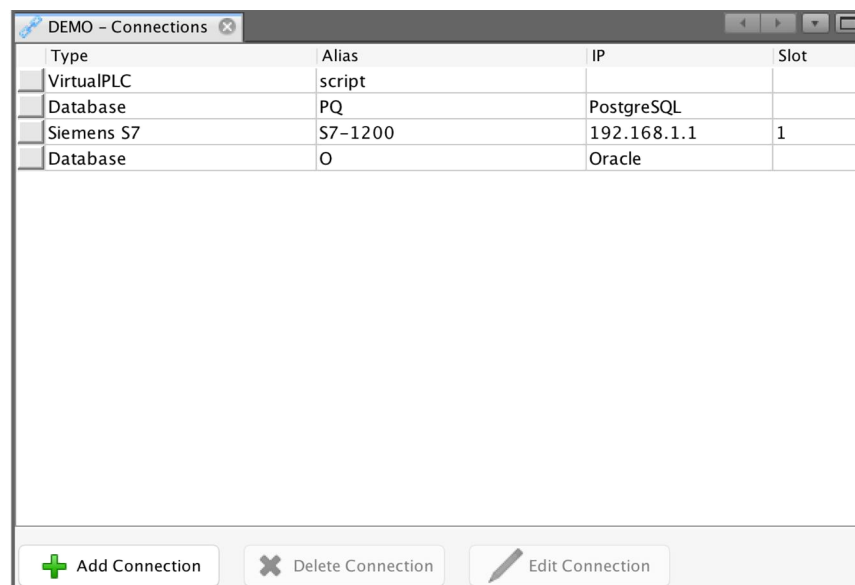 DEMO – Connections
Type Alias IP Slot
VirtualPLC script
Database PQ PostgreSQL
Siemens S7 S7-1200 192.168.1.1 1
Database O Oracle
Add Connection Delete Connection Edit Connection